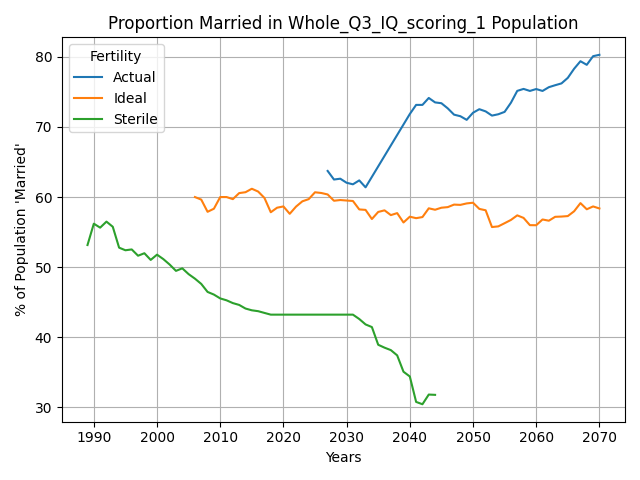 Proportion Married in Whole_Q3_IQ_scoring_1 Population
Fertility
Actual
Ideal
Sterile
% of Population 'Married'
80
70
60
50
40
30
1990 2000 2010 2020 2030 2040 2050 2060 2070
Years